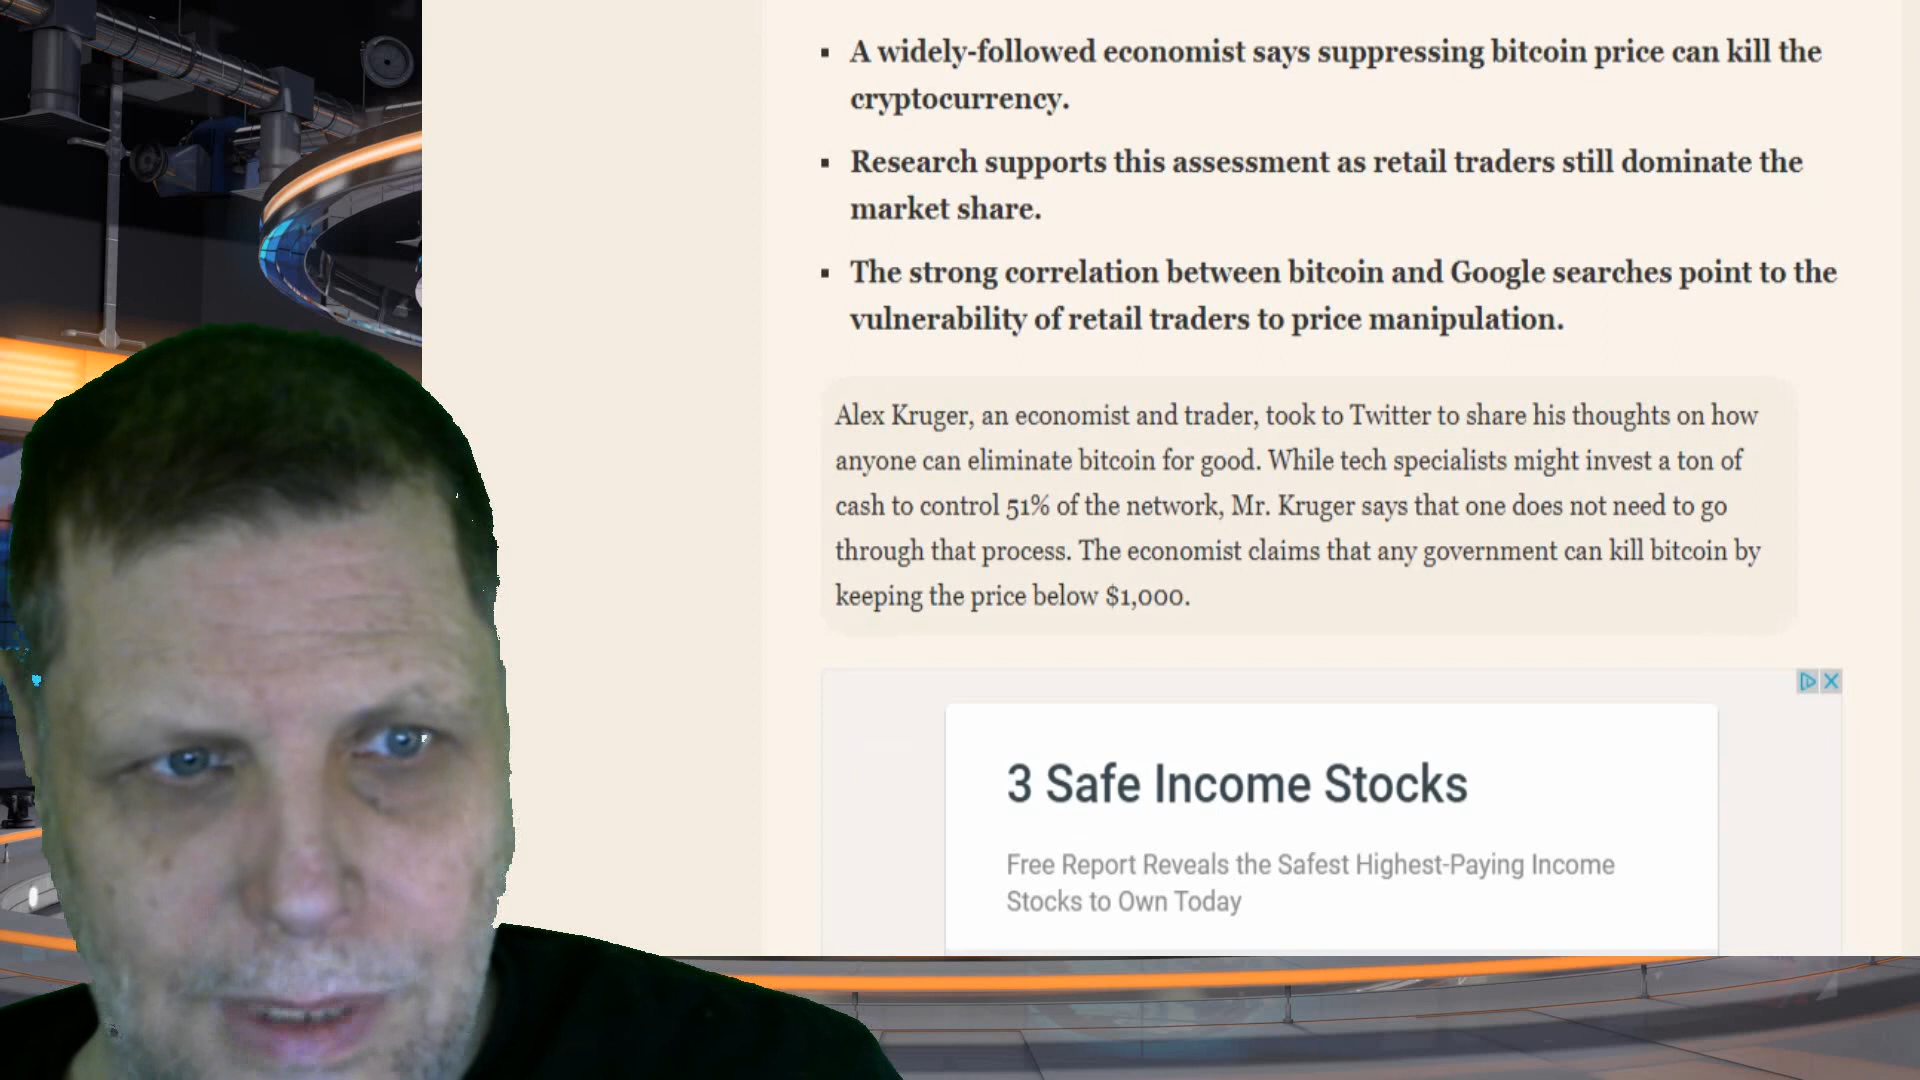 ▪ A widely-followed economist says suppressing bitcoin price can kill the
cryptocurrency.
▪ Research supports this assessment as retail traders still dominate the
market share.
▪ The strong correlation between bitcoin and Google searches point to the
vulnerability of retail traders to price manipulation.
Alex Kruger, an economist and trader, took to Twitter to share his thoughts on how
anyone can eliminate bitcoin for good. While tech specialists might invest a ton of
cash to control 51% of the network, Mr. Kruger says that one does not need to go
through that process. The economist claims that any government can kill bitcoin by
keeping the price below $1,000.
3 Safe Income Stocks
Free Report Reveals the Safest Highest-Paying Income
Stocks to Own Today